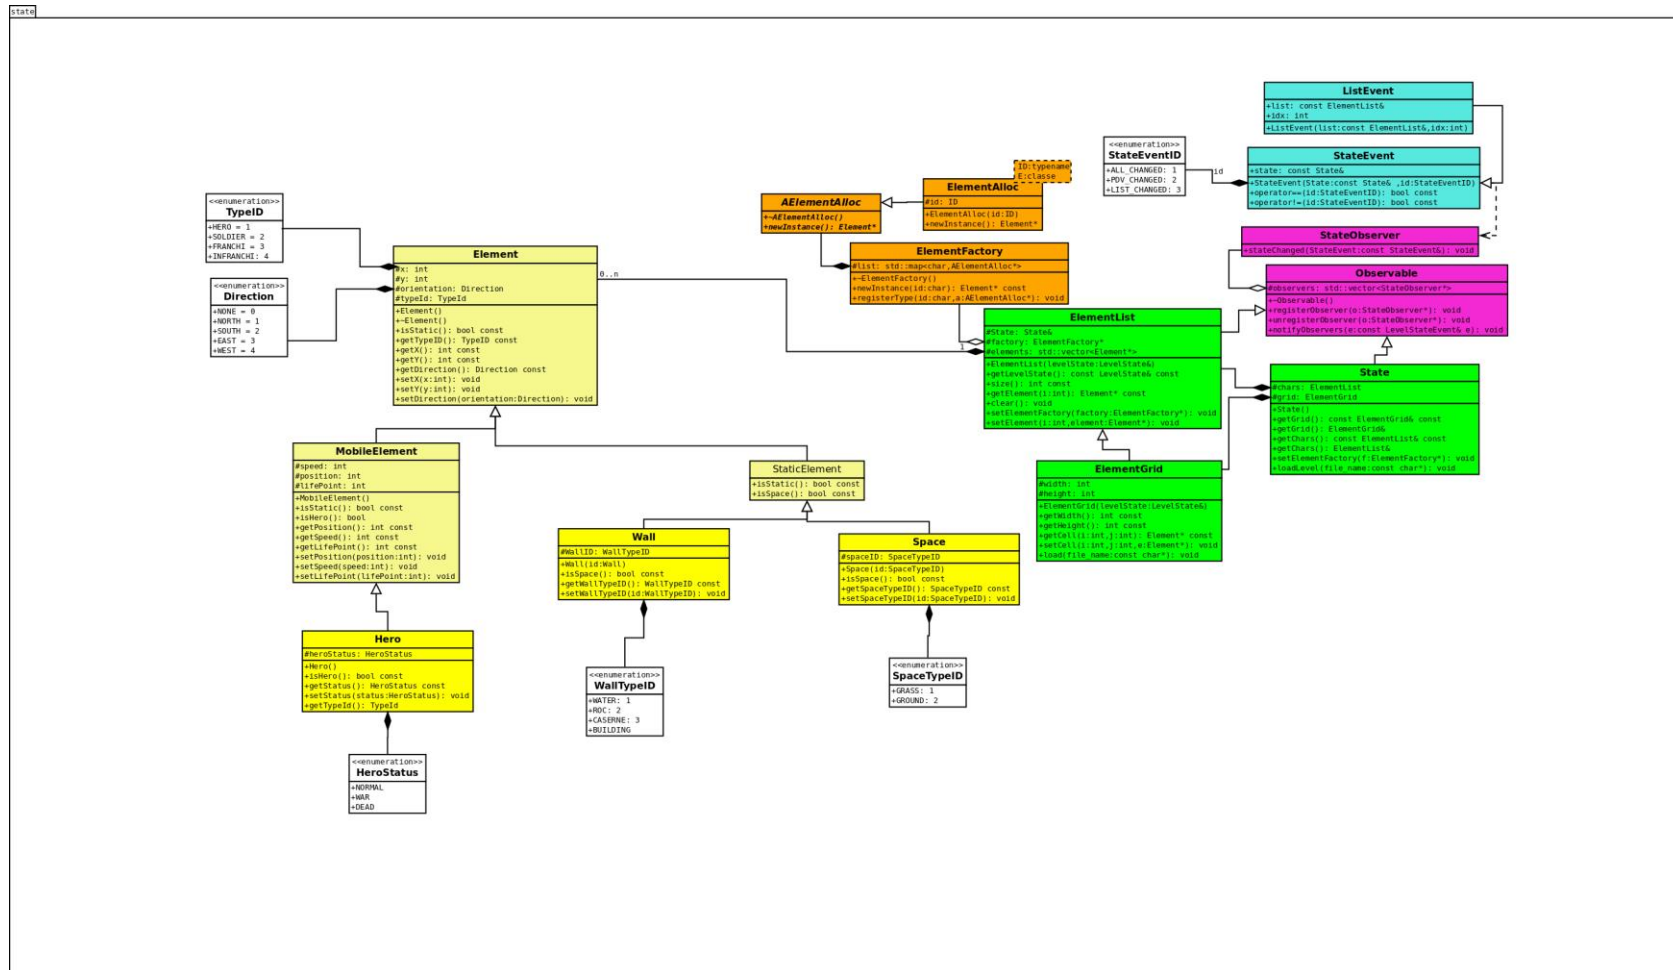 state
ListEvent
+list: const ElementList&
+idx: int
+ListEvent(list:const ElementList&,idx:int)
<<enumeration>>
StateEventID
+ALL_CHANGED: 1
+PDV_CHANGED: 2
+LIST_CHANGED: 3
id
StateEvent
+state: const State&
+StateEvent(State:const State& ,id:StateEventID)
+operator==(id:StateEventID): bool const
+operator!=(id:StateEventID): bool const
ID:typename
E:classe
ElementAlloc
#id: ID
+ElementAlloc(id:ID)
+newInstance(): Element*
AElementAlloc
+~AElementAlloc()
+newInstance(): Element*
<<enumeration>>
TypeID
+HERO = 1
+SOLDIER = 2
+FRANCHI = 3
+INFRANCHI: 4
StateObserver
+stateChanged(StateEvent:const StateEvent&): void
Element
#x: int
#y: int
#orientation: Direction
#typeId: TypeId
+Element()
+~Element()
+isStatic(): bool const
+getTypeID(): TypeID const
+getX(): int const
+getY(): int const
+getDirection(): Direction const
+setX(x:int): void
+setY(y:int): void
+setDirection(orientation:Direction): void
0..n
1
ElementFactory
#list: std::map<char,AElementAlloc*>
+~ElementFactory()
+newInstance(id:char): Element* const
+registerType(id:char,a:AElementAlloc*): void
Observable
#observers: std::vector<StateObserver*>
+~Observable()
+registerObserver(o:StateObserver*): void
+unregisterObserver(o:StateObserver*): void
+notifyObservers(e:const LevelStateEvent& e): void
<<enumeration>>
Direction
+NONE = 0
+NORTH = 1
+SOUTH = 2
+EAST = 3
+WEST = 4
ElementList
#State: State&
#factory: ElementFactory*
#elements: std::vector<Element*>
+ElementList(levelState:LevelState&)
+getLevelState(): const LevelState& const
+size(): int const
+getElement(i:int): Element* const
+clear(): void
+setElementFactory(factory:ElementFactory*): void
+setElement(i:int,element:Element*): void
State
#chars: ElementList
#grid: ElementGrid
+State()
+getGrid(): const ElementGrid& const
+getGrid(): ElementGrid&
+getChars(): const ElementList& const
+getChars(): ElementList&
+setElementFactory(f:ElementFactory*): void
+loadLevel(file_name:const char*): void
MobileElement
#speed: int
#position: int
#lifePoint: int
+MobileElement()
+isStatic(): bool const
+isHero(): bool
+getPosition(): int const
+getSpeed(): int const
+getLifePoint(): int const
+setPosition(position:int): void
+setSpeed(speed:int): void
+setLifePoint(lifePoint:int): void
StaticElement
+isStatic(): bool const
+isSpace(): bool const
ElementGrid
#width: int
#height: int
+ElementGrid(levelState:LevelState&)
+getWidth(): int const
+getHeight(): int const
+getCell(i:int,j:int): Element* const
+setCell(i:int,j:int,e:Element*): void
+load(file_name:const char*): void
Wall
#WallID: WallTypeID
+Wall(id:Wall)
+isSpace(): bool const
+getWallTypeID(): WallTypeID const
+setWallTypeID(id:WallTypeID): void
Space
#spaceID: SpaceTypeID
+Space(id:SpaceTypeID)
+isSpace(): bool const
+getSpaceTypeID(): SpaceTypeID const
+setSpaceTypeID(id:SpaceTypeID): void
Hero
#heroStatus: HeroStatus
+Hero()
+isHero(): bool const
+getStatus(): HeroStatus const
+setStatus(status:HeroStatus): void
+getTypeId(): TypeId
<<enumeration>>
WallTypeID
+WATER: 1
+ROC: 2
+CASERNE: 3
+BUILDING
<<enumeration>>
SpaceTypeID
+GRASS: 1
+GROUND: 2
<<enumeration>>
HeroStatus
+NORMAL
+WAR
+DEAD